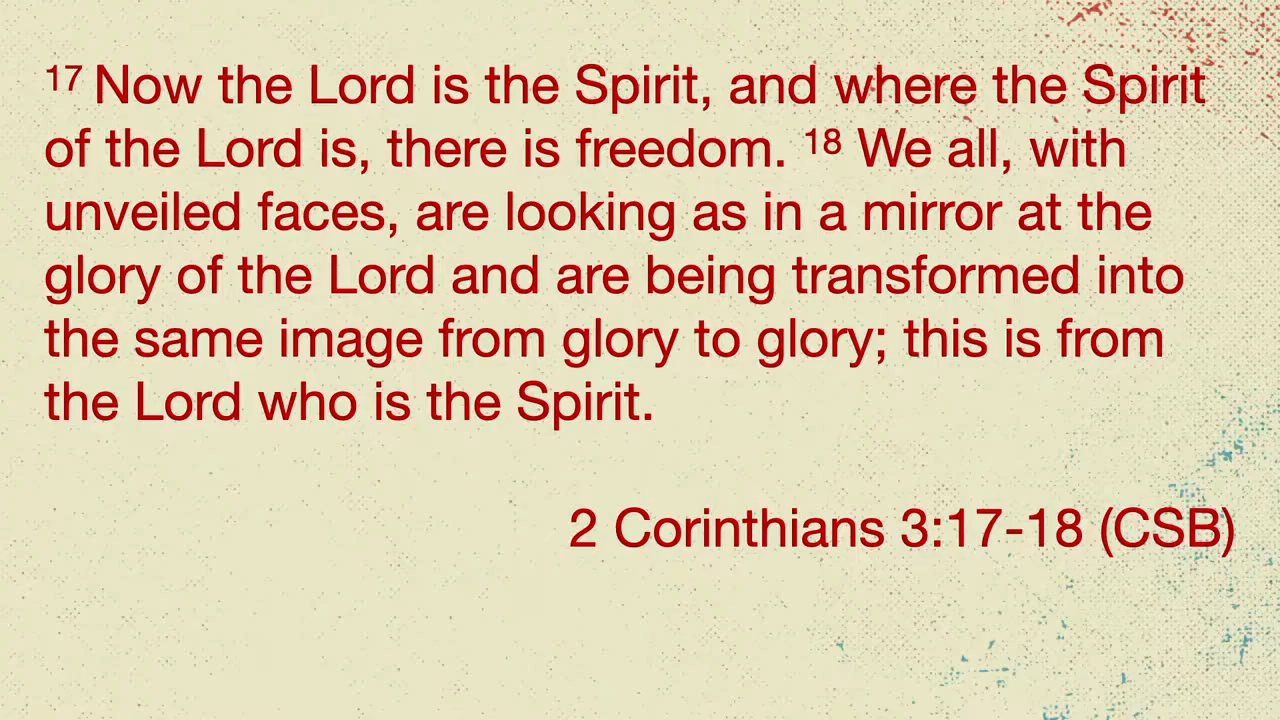 17 Now the Lord is the Spirit, and where the Spirit
of the Lord is, there is freedom. 18 We all, with
unveiled faces, are looking as in a mirror at the
glory of the Lord and are being transformed into
the same image from glory to glory; this is from
the Lord who is the Spirit.
2 Corinthians 3:17-18 (CSB)